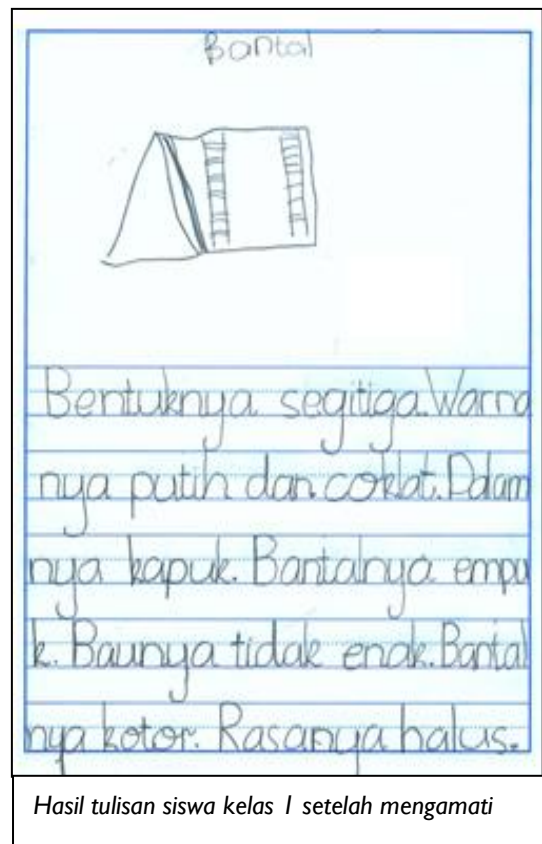 Bantal
Bentuknya segitiga. Warna
nya putih dan coklat. Dalam
nya kapuk. Bantalnya empu
k. Baunya tidak enak. Bantal
nya kotor. Rasanya halus.
Hasil tulisan siswa kelas 1 setelah mengamati